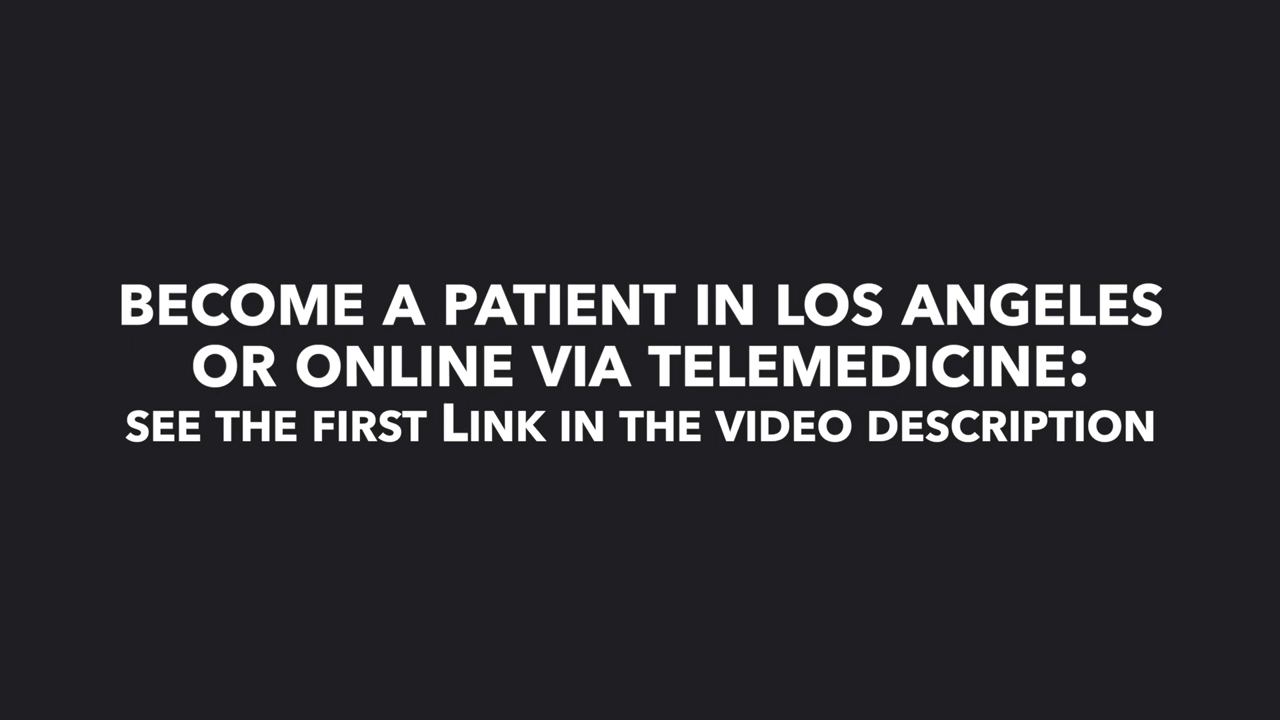 BECOME A PATIENT IN LOS ANGELES
OR ONLINE VIA TELEMEDICINE:
SEE THE FIRST LINK IN THE VIDEO DESCRIPTION